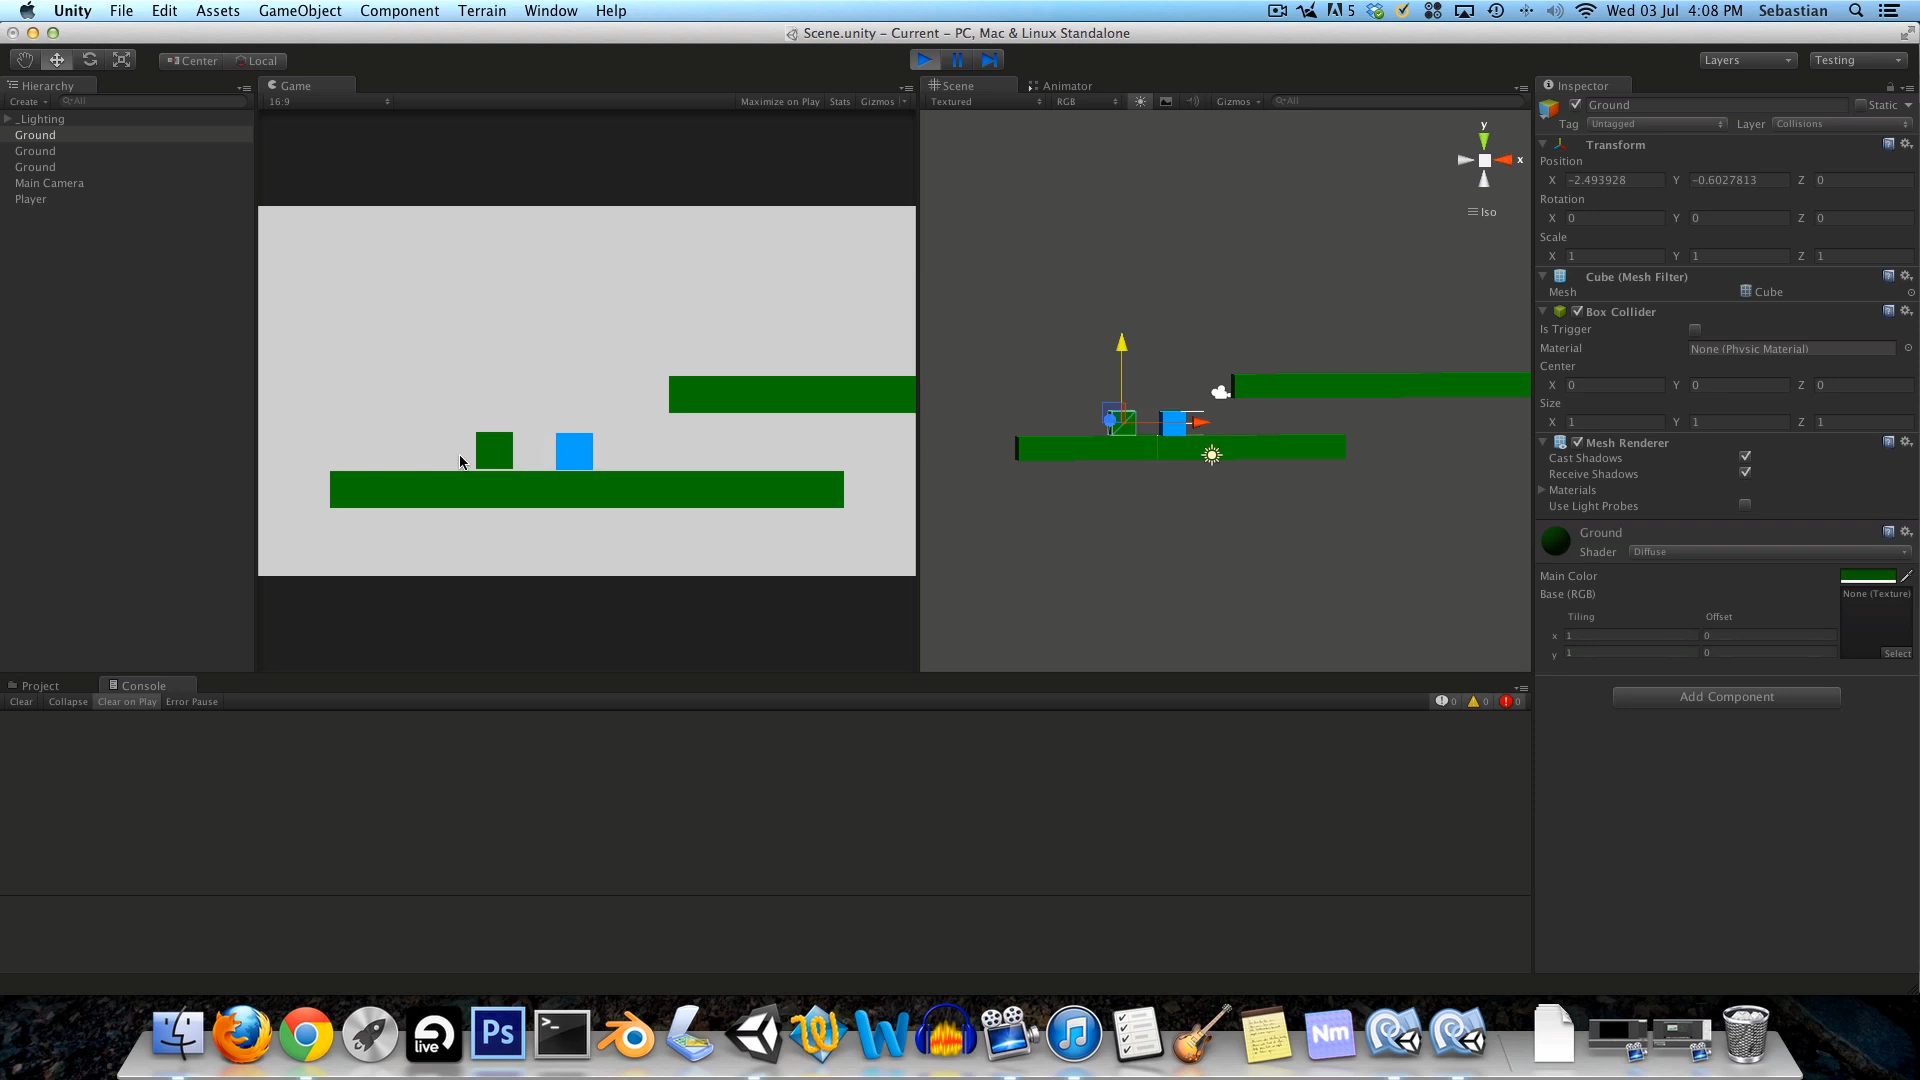 Unity File Edit Assets GameObject Component Terrain Window Help 5 Wed 03 Jul 4:08 PM Sebastian
Scene.unity – Current – PC, Mac & Linux Standalone
Center Local Layers Testing
Hierarchy Game Scene Animator Inspector
Create All 16:9 Maximize on Play Stats Gizmos Textured RGB Gizmos All Ground Static
_Lighting
Ground
Ground
Ground
Main Camera
Player
y
x
Iso
Tag Untagged Layer Collisions
Transform
Position
X -2.493928 Y -0.6027813 Z 0
Rotation
X 0 Y 0 Z 0
Scale
X 1 Y 1 Z 1
Cube (Mesh Filter)
Mesh Cube
Box Collider
Is Trigger
Material None (Physic Material)
Center
X 0 Y 0 Z 0
Size
X 1 Y 1 Z 1
Mesh Renderer
Cast Shadows
Receive Shadows
Materials
Use Light Probes
Ground
Shader Diffuse
Main Color
Base (RGB) None (Texture)
Tiling Offset
x 1 0
y 1 0 Select
Add Component
Project Console
Clear Collapse Clear on Play Error Pause 0 0 0
live Ps >_ W Nm